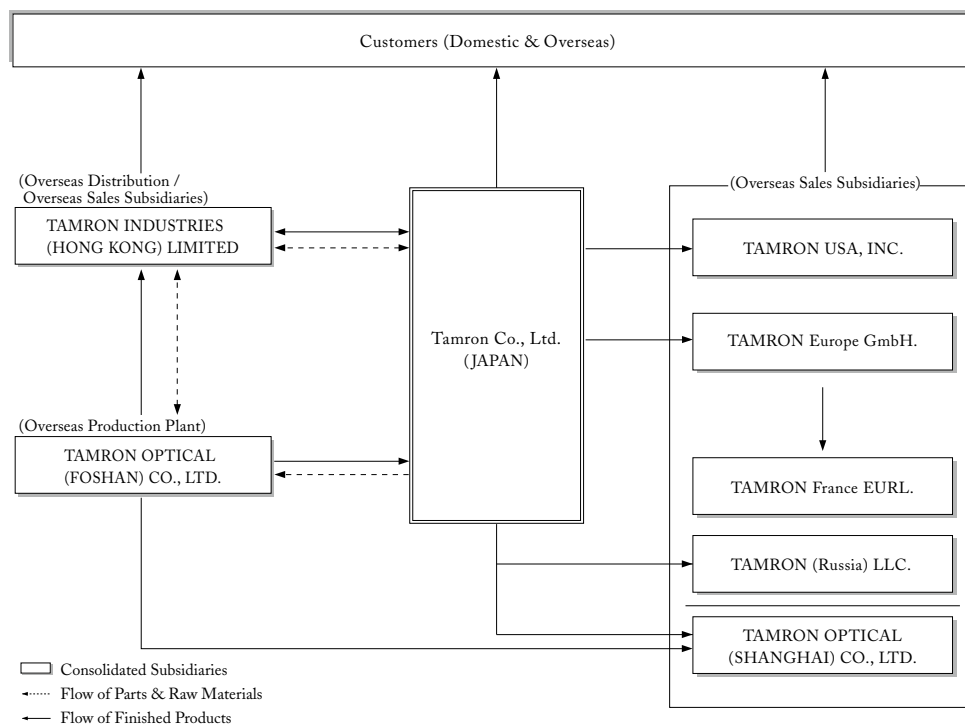 Customers (Domestic & Overseas)
(Overseas Distribution /
Overseas Sales Subsidiaries)
TAMRON INDUSTRIES
(HONG KONG) LIMITED
(Overseas Production Plant)
TAMRON OPTICAL
(FOSHAN) CO., LTD.
Tamron Co., Ltd.
(JAPAN)
(Overseas Sales Subsidiaries)
TAMRON USA, INC.
TAMRON Europe GmbH.
TAMRON France EURL.
TAMRON (Russia) LLC.
TAMRON OPTICAL
(SHANGHAI) CO., LTD.
Consolidated Subsidiaries
Flow of Parts & Raw Materials
Flow of Finished Products